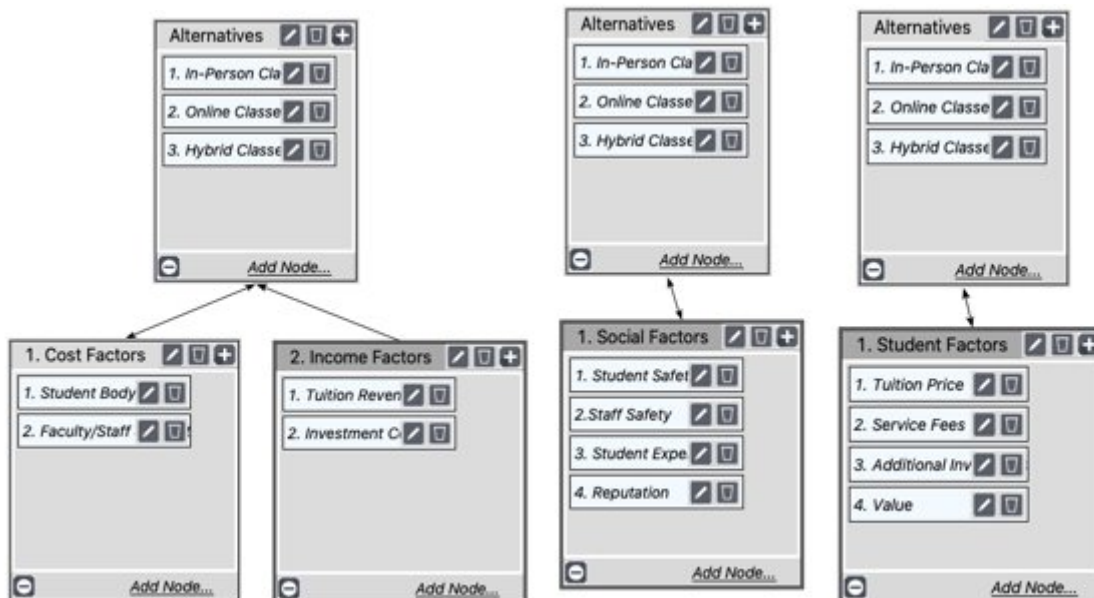 Alternatives
1. In-Person Cla
2. Online Classe
3. Hybrid Classe
Add Node...
Alternatives
1. In-Person Cla
2. Online Classe
3. Hybrid Classe
Add Node...
Alternatives
1. In-Person Cla
2. Online Classe
3. Hybrid Classe
Add Node...
1. Cost Factors
1. Student Body
2. Faculty/Staff
Add Node...
2. Income Factors
1. Tuition Reven
2. Investment C
Add Node...
1. Social Factors
1. Student Safet
2.Staff Safety
3. Student Expe
4. Reputation
Add Node...
1. Student Factors
1. Tuition Price
2. Service Fees
3. Additional Inv
4. Value
Add Node...